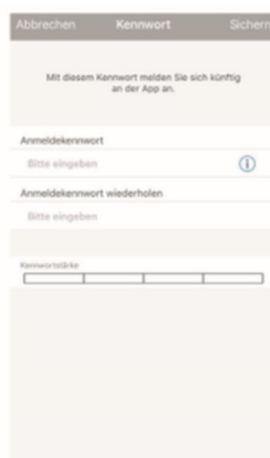 Abbrechen Kennwort Sichern
Mit diesem Kennwort melden Sie sich künftig
an der App an.
Anmeldekennwort
Bitte eingeben
Anmeldekennwort wiederholen
Bitte eingeben
Kennwortstärke